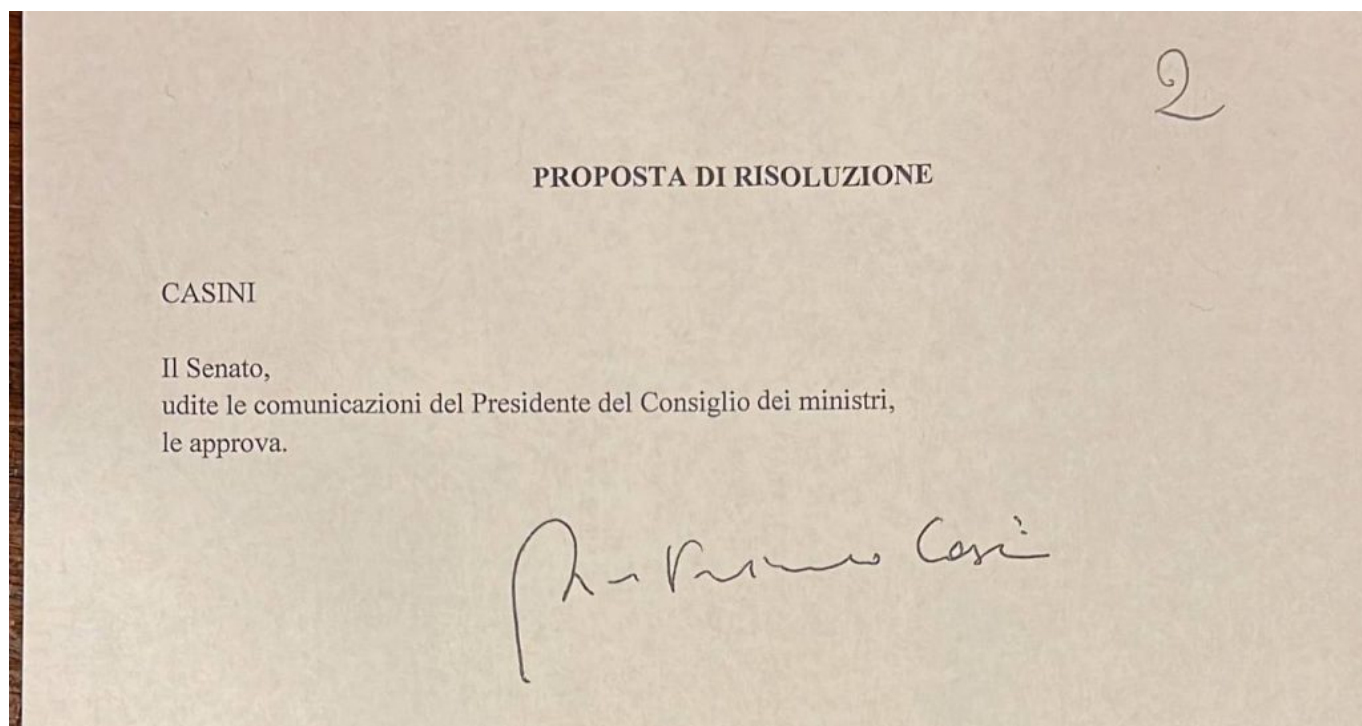 2
PROPOSTA DI RISOLUZIONE
CASINI
Il Senato,
udite le comunicazioni del Presidente del Consiglio dei ministri,
le approva.